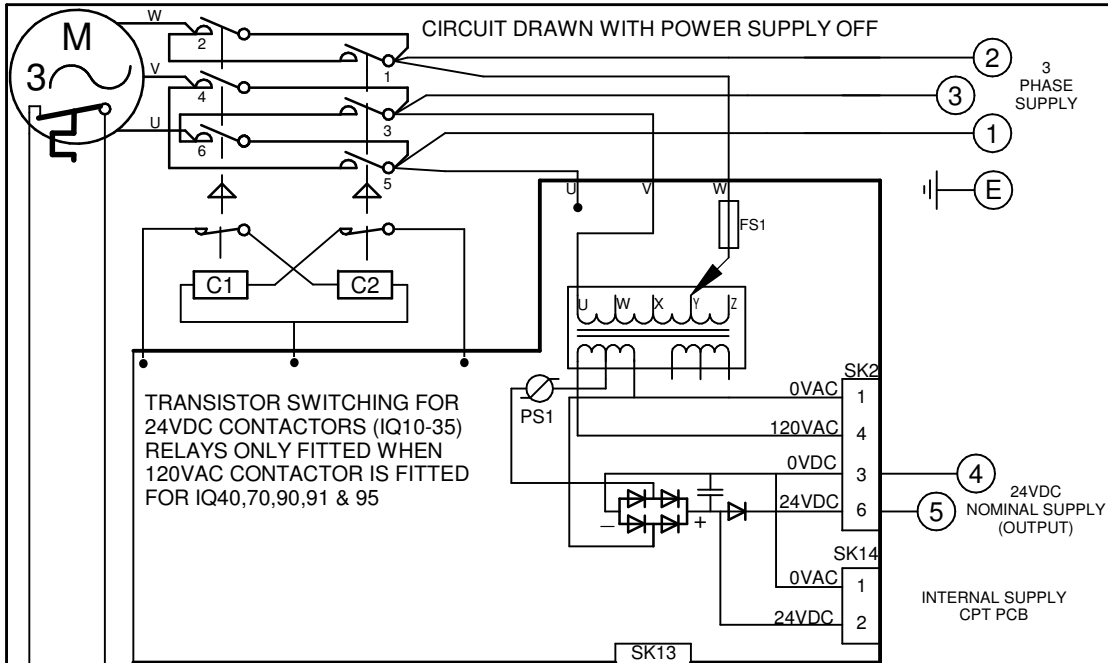 CIRCUIT DRAWN WITH POWER SUPPLY OFF
M
3
W
V
U
2
4
6
1
3
5
2
3
1
E
3
PHASE
SUPPLY
U
V
W
FS1
C1
C2
U
W
X
Y
Z
PS1
TRANSISTOR SWITCHING FOR
24VDC CONTACTORS (IQ10-35)
RELAYS ONLY FITTED WHEN
120VAC CONTACTOR IS FITTED
FOR IQ40,70,90,91 & 95
SK2
0VAC 1
120VAC 4
0VDC 3
24VDC 6
4
5
24VDC
NOMINAL SUPPLY
(OUTPUT)
– +
SK14
0VAC 1
24VDC 2
INTERNAL SUPPLY
CPT PCB
SK13